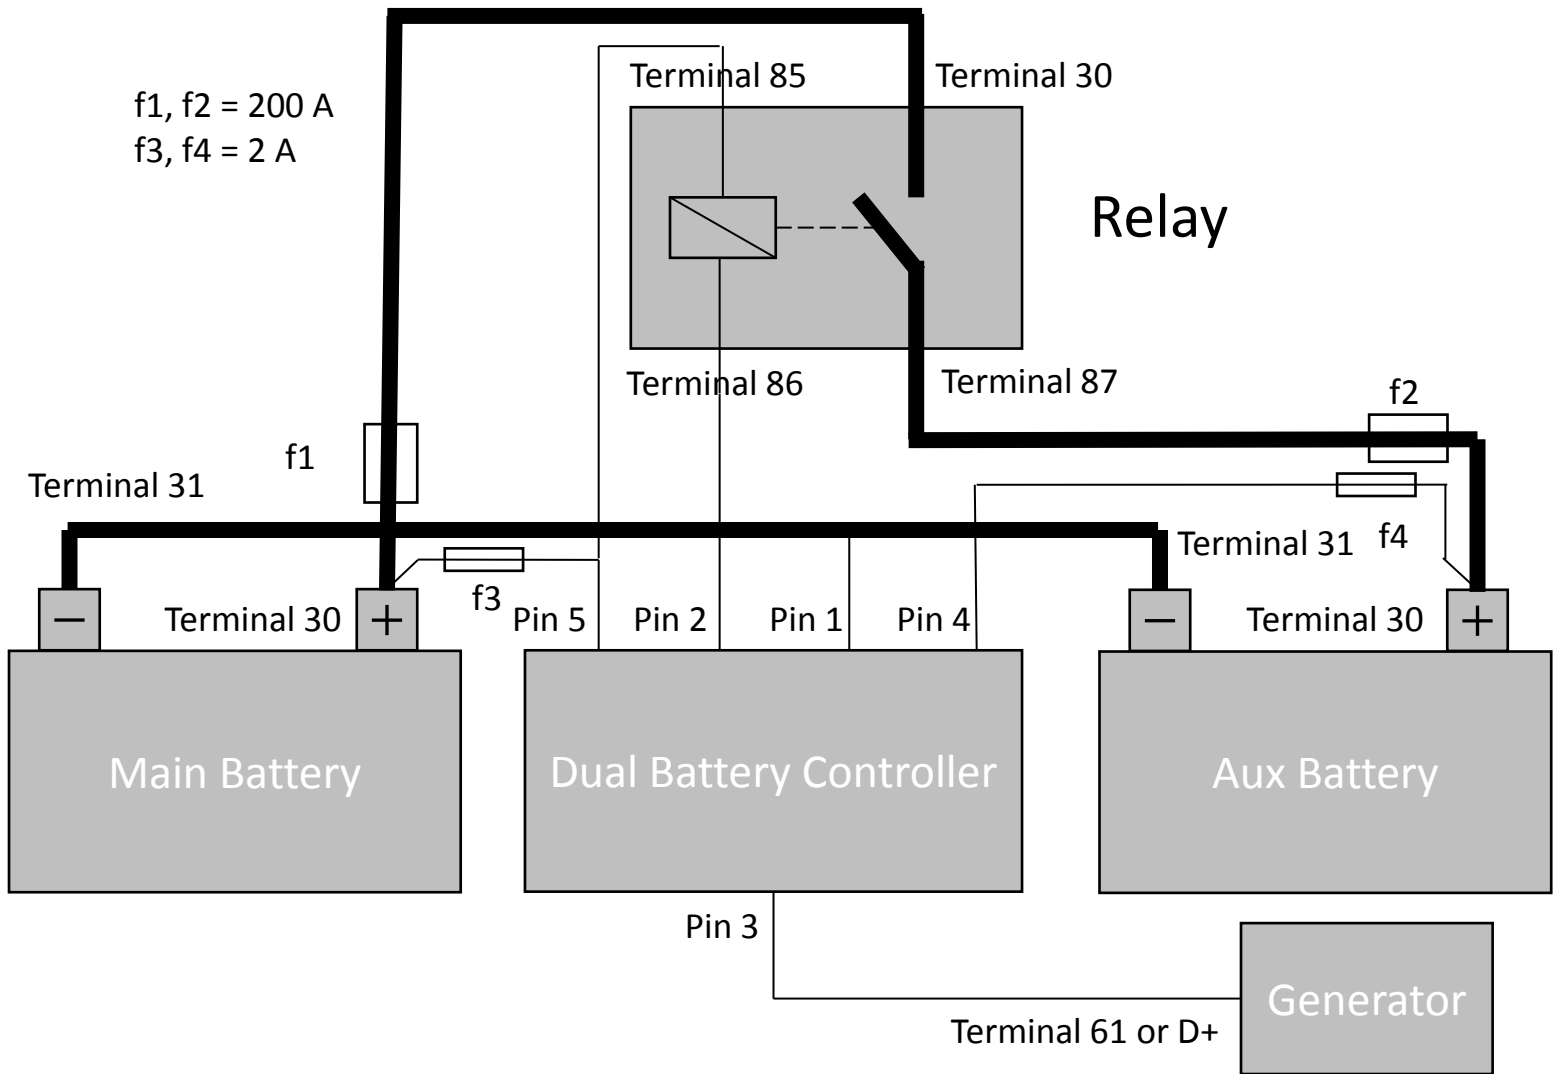 Terminal 85
Terminal 30
f1, f2 = 200 A
f3, f4 = 2 A
Relay
Terminal 86
Terminal 87
f2
f1
Terminal 31
Terminal 31
f4
f3
Terminal 30
+
−
Pin 5
Pin 2
Pin 1
Pin 4
−
Terminal 30
+
Main Battery
Dual Battery Controller
Aux Battery
Pin 3
Generator
Terminal 61 or D+